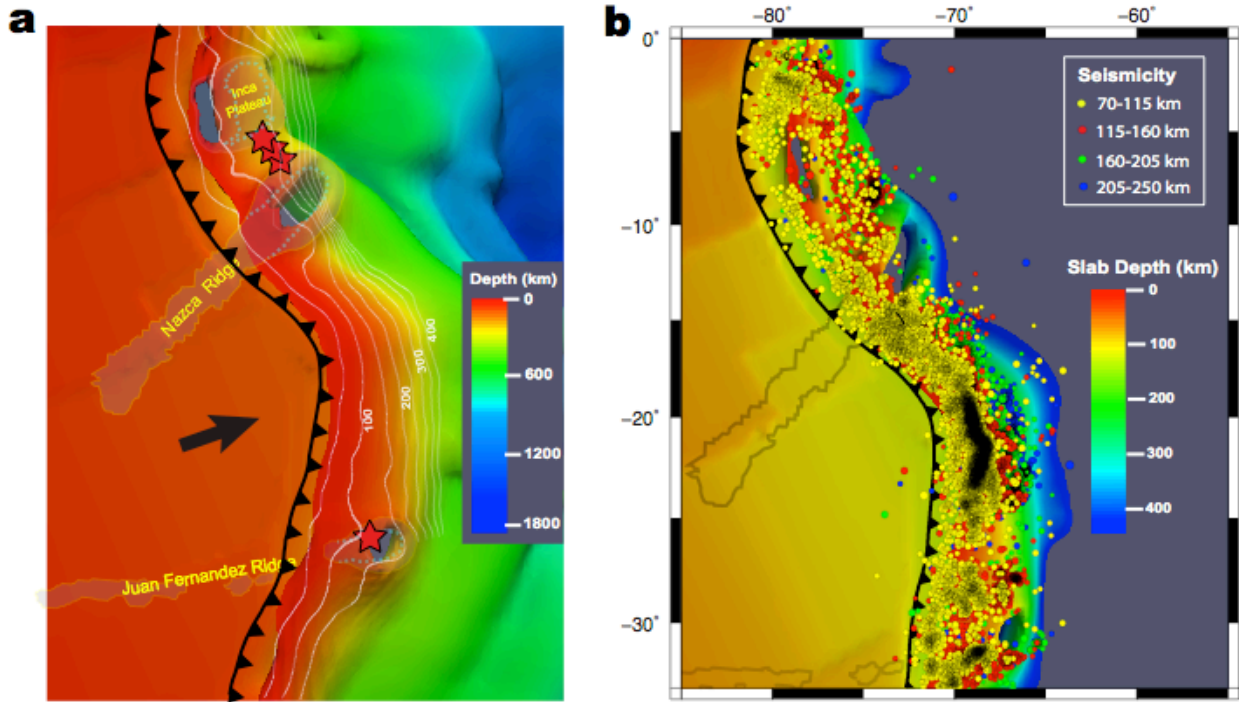 a
Inca
Plateau
Nazca Ridge
Juan Fernandez Ridge
100
200
300
400
Depth (km)
0
600
1200
1800
b
−80°
−70°
−60°
0°
−10°
−20°
−30°
Seismicity
70-115 km
115-160 km
160-205 km
205-250 km
Slab Depth (km)
0
100
200
300
400